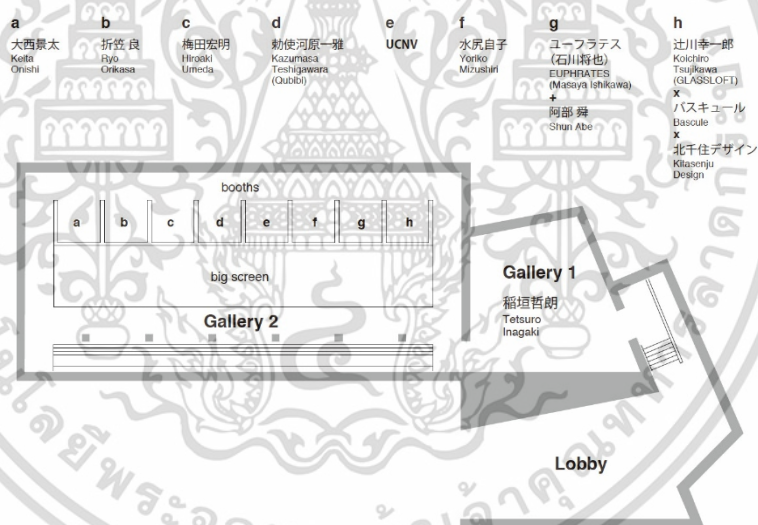 a
大西景太
Keita
Onishi
b
折笠 良
Ryo
Orikasa
c
梅田宏明
Hiroaki
Umeda
d
勅使河原一雅
Kazumasa
Teshigawara
(Qubibi)
e
UCNV
f
水尻自子
Yoriko
Mizushiri
g
ユーフラテス
(石川将也)
EUPHRATES
(Masaya Ishikawa)
+
阿部 舜
Shun Abe
h
辻川幸一郎
Koichiro
Tsujikawa
(GLASSLOFT)
x
バスキュール
Bascule
x
北千住デザイン
Kitasenju
Design
booths
a b c d e f g h
big screen
Gallery 2
Gallery 1
稲垣哲朗
Tetsuro
Inagaki
Lobby